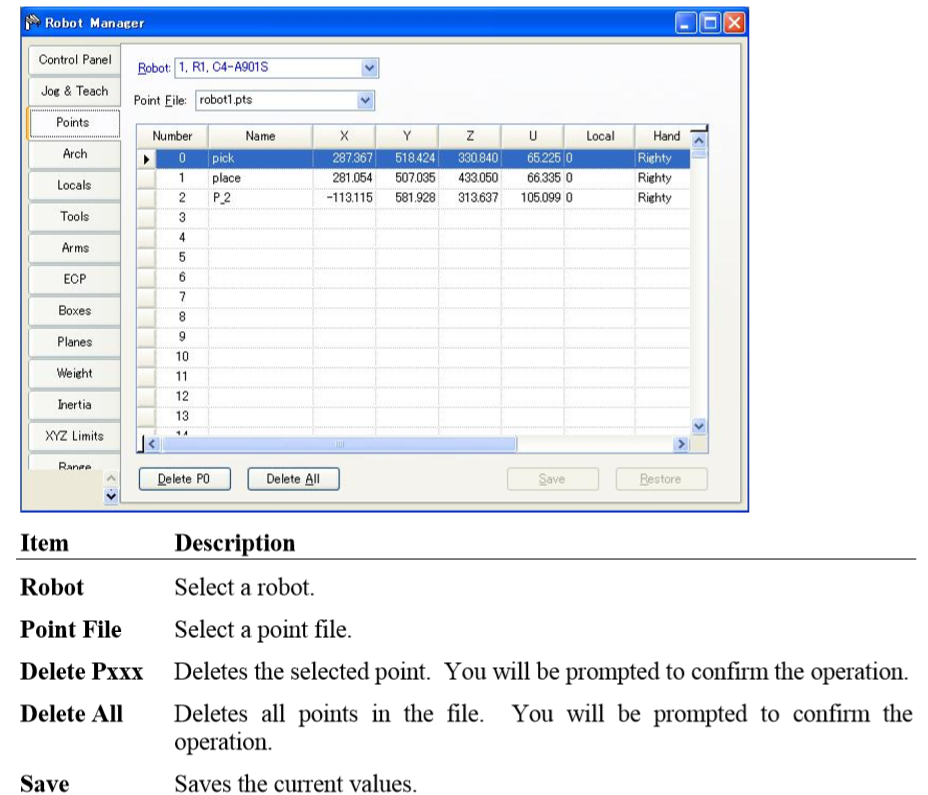 Robot Manager
Control Panel
Jog & Teach
Points
Arch
Locals
Tools
Arms
ECP
Boxes
Planes
Weight
Inertia
XYZ Limits
Range
Robot: 1, R1, C4-A901S
Point File: robot1.pts
Number Name X Y Z U Local Hand
0 pick 287.367 518.424 330.840 65.225 0 Righty
1 place 281.054 507.035 433.050 66.335 0 Righty
2 P_2 -113.115 581.928 313.637 105.099 0 Righty
3
4
5
6
7
8
9
10
11
12
13
14
Delete P0 Delete All Save Restore
Item Description
Robot Select a robot.
Point File Select a point file.
Delete Pxxx Deletes the selected point. You will be prompted to confirm the operation.
Delete All Deletes all points in the file. You will be prompted to confirm the
operation.
Save Saves the current values.